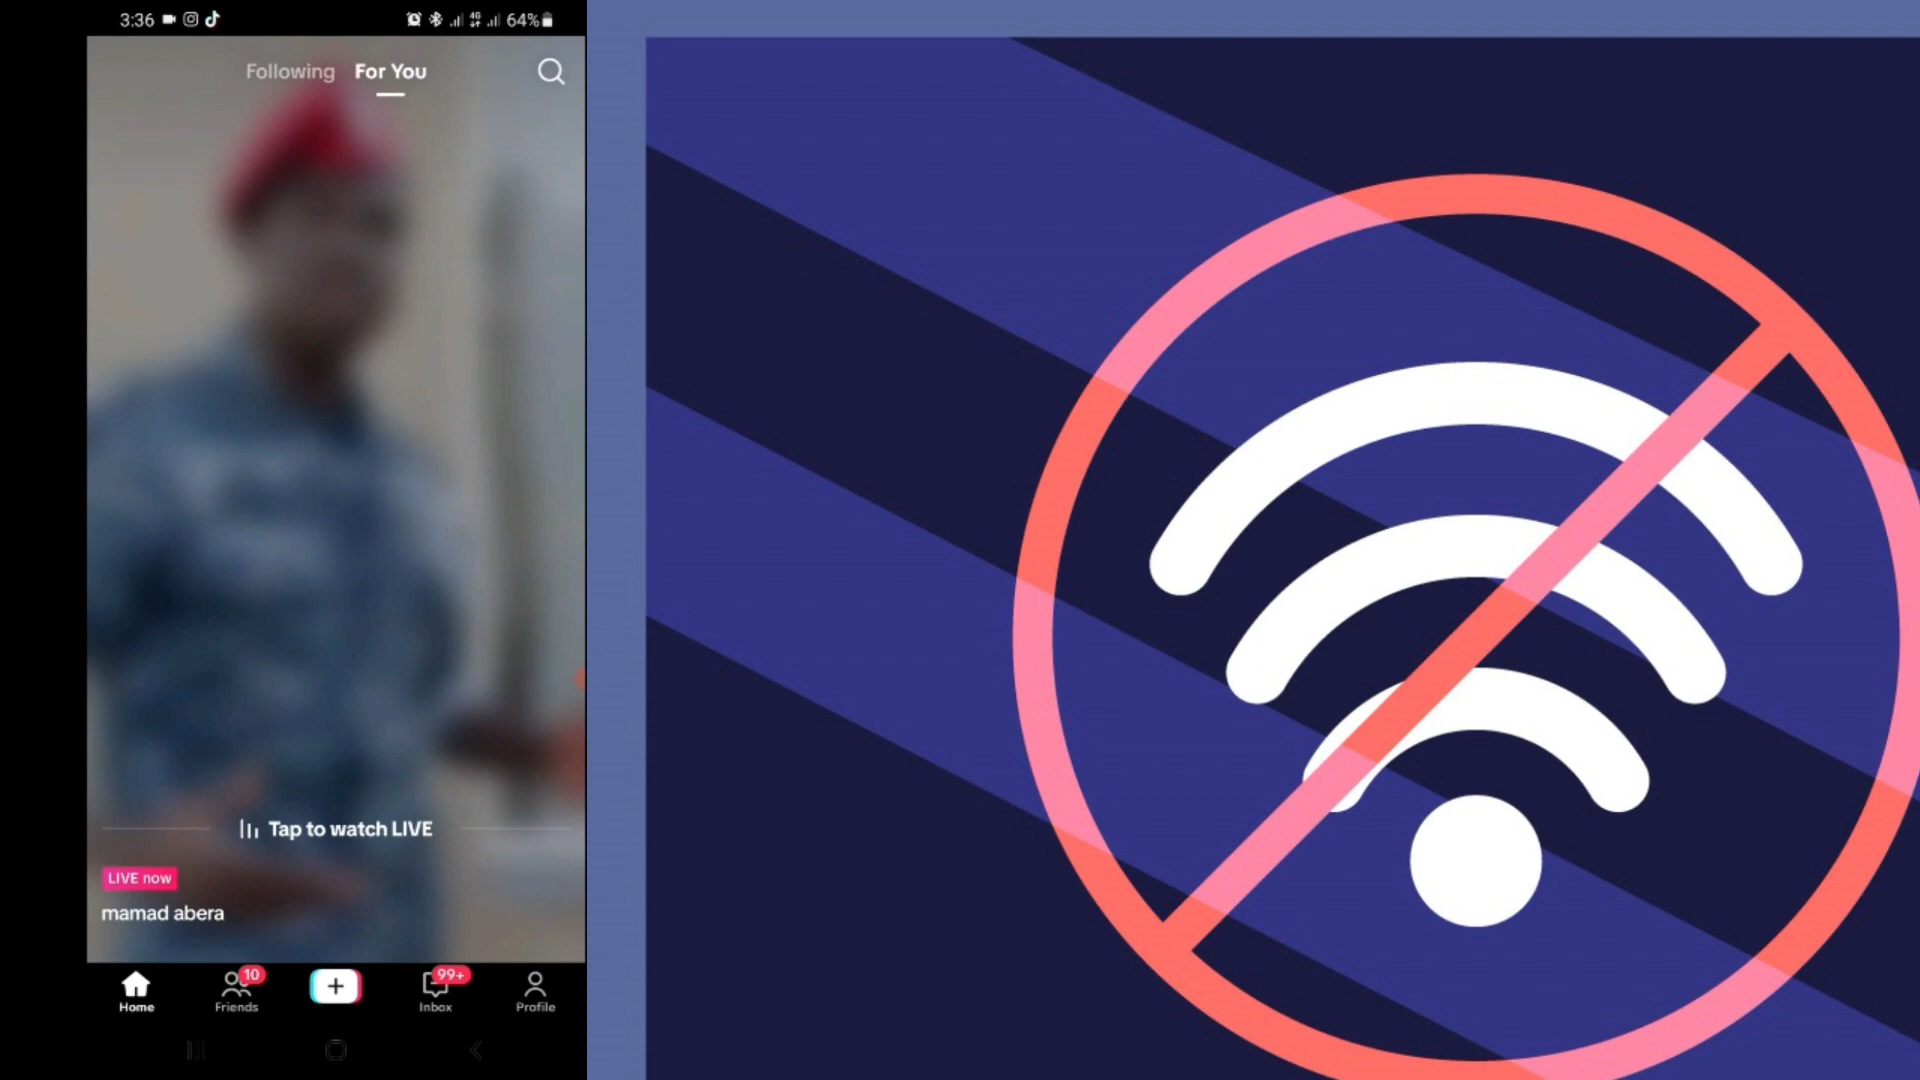 3:36 4G 64%
Following For You
Tap to watch LIVE
LIVE now
mamad abera
10 99+
Home Friends Inbox Profile